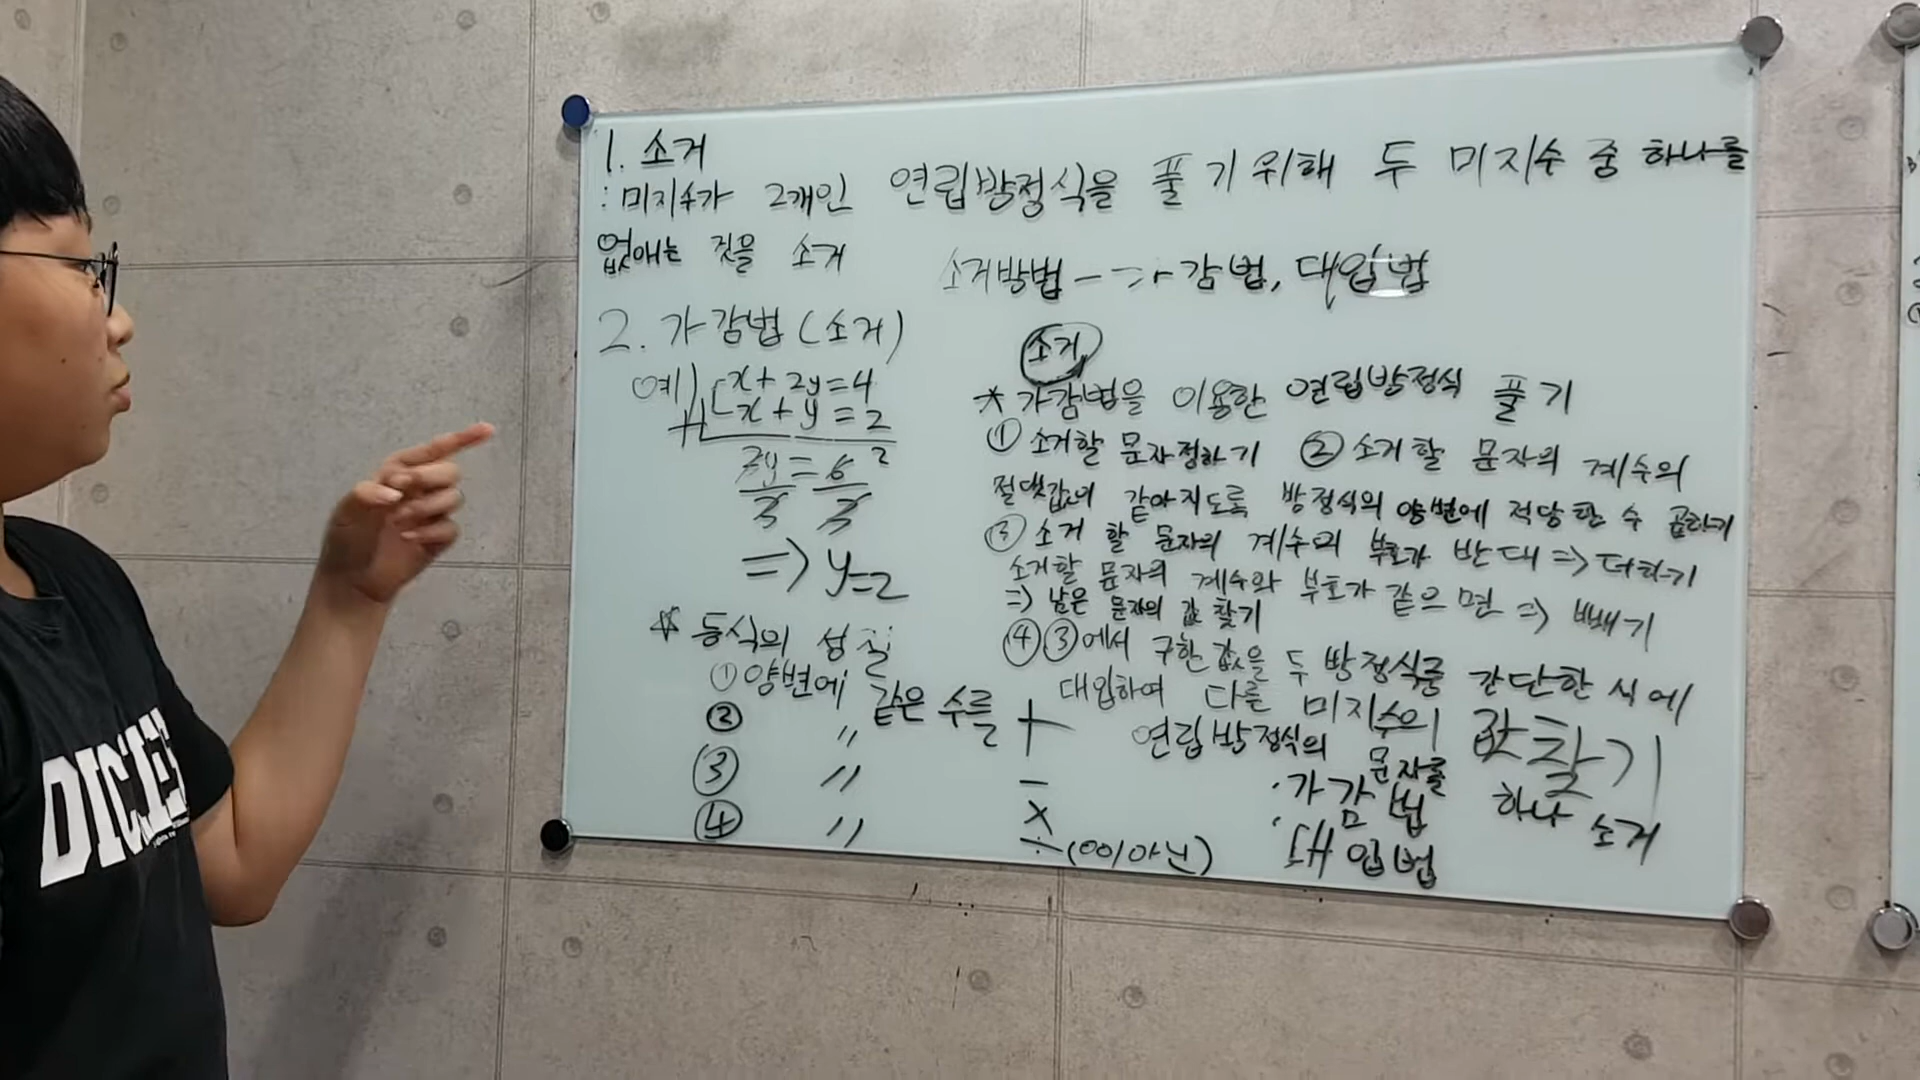 1. 소거
: 미지수가 2개인 연립방정식을 풀기위해 두 미지수 중 하나를
없애는 것을 소거
소거방법 --=> 가감법, 대입법
2. 가감법 (소거)
예) x + 2y = 4
+ -x + y = 2
3y = 6 2
3 3
=> y=2
☆ 등식의 성질
① 양변에 같은 수를 +
② 〃
③ 〃 -
④ 〃 ×
÷ (0이 아닌)
소거
* 가감법을 이용한 연립방정식 풀기
① 소거할 문자정하기 ② 소거할 문자의 계수의
절댓값이 같아지도록 방정식의 양변에 적당한 수 곱하기
③ 소거 할 문자의 계수의 부호가 반대 => 더하기
소거할 문자의 계수와 부호가 같으면 => 빼기
=> 남은 문자의 값 찾기
④ ③에서 구한 값을 두 방정식중 간단한 식에
대입하여 다른 미지수의 값찾기
연립방정식의 문자를 하나 소거
· 가감법
· 대입법
DICIE